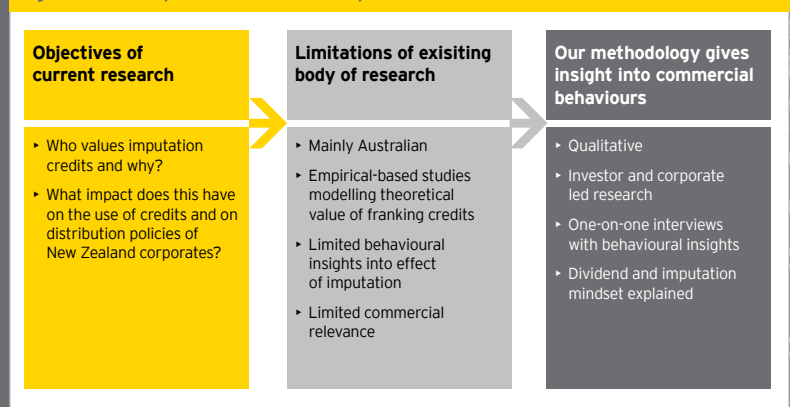 Objectives of
current research
▸ Who values imputation
credits and why?
▸ What impact does this have
on the use of credits and on
distribution policies of
New Zealand corporates?
Limitations of exisiting
body of research
▸ Mainly Australian
▸ Empirical-based studies
modelling theoretical
value of franking credits
▸ Limited behavioural
insights into effect
of imputation
▸ Limited commercial
relevance
Our methodology gives
insight into commercial
behaviours
▸ Qualitative
▸ Investor and corporate
led research
▸ One-on-one interviews
with behavioural insights
▸ Dividend and imputation
mindset explained